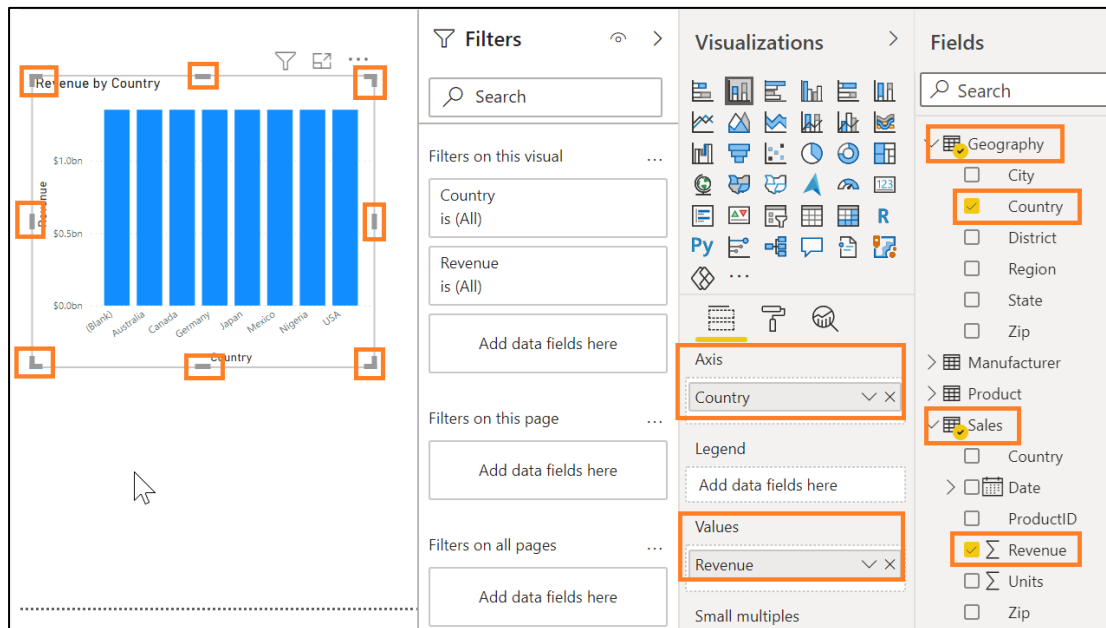 Revenue by Country
Revenue
$1.0bn
$0.5bn
$0.0bn
(Blank)
Australia
Canada
Germany
Japan
Mexico
Nigeria
USA
Country
Filters
Search
Filters on this visual
...
Country
is (All)
Revenue
is (All)
Add data fields here
Filters on this page
...
Add data fields here
Filters on all pages
...
Add data fields here
Visualizations
123
R
Py
...
Axis
Country
Legend
Add data fields here
Values
Revenue
Small multiples
Fields
Search
Geography
City
Country
District
Region
State
Zip
Manufacturer
Product
Sales
Country
Date
ProductID
Σ Revenue
Σ Units
Zip